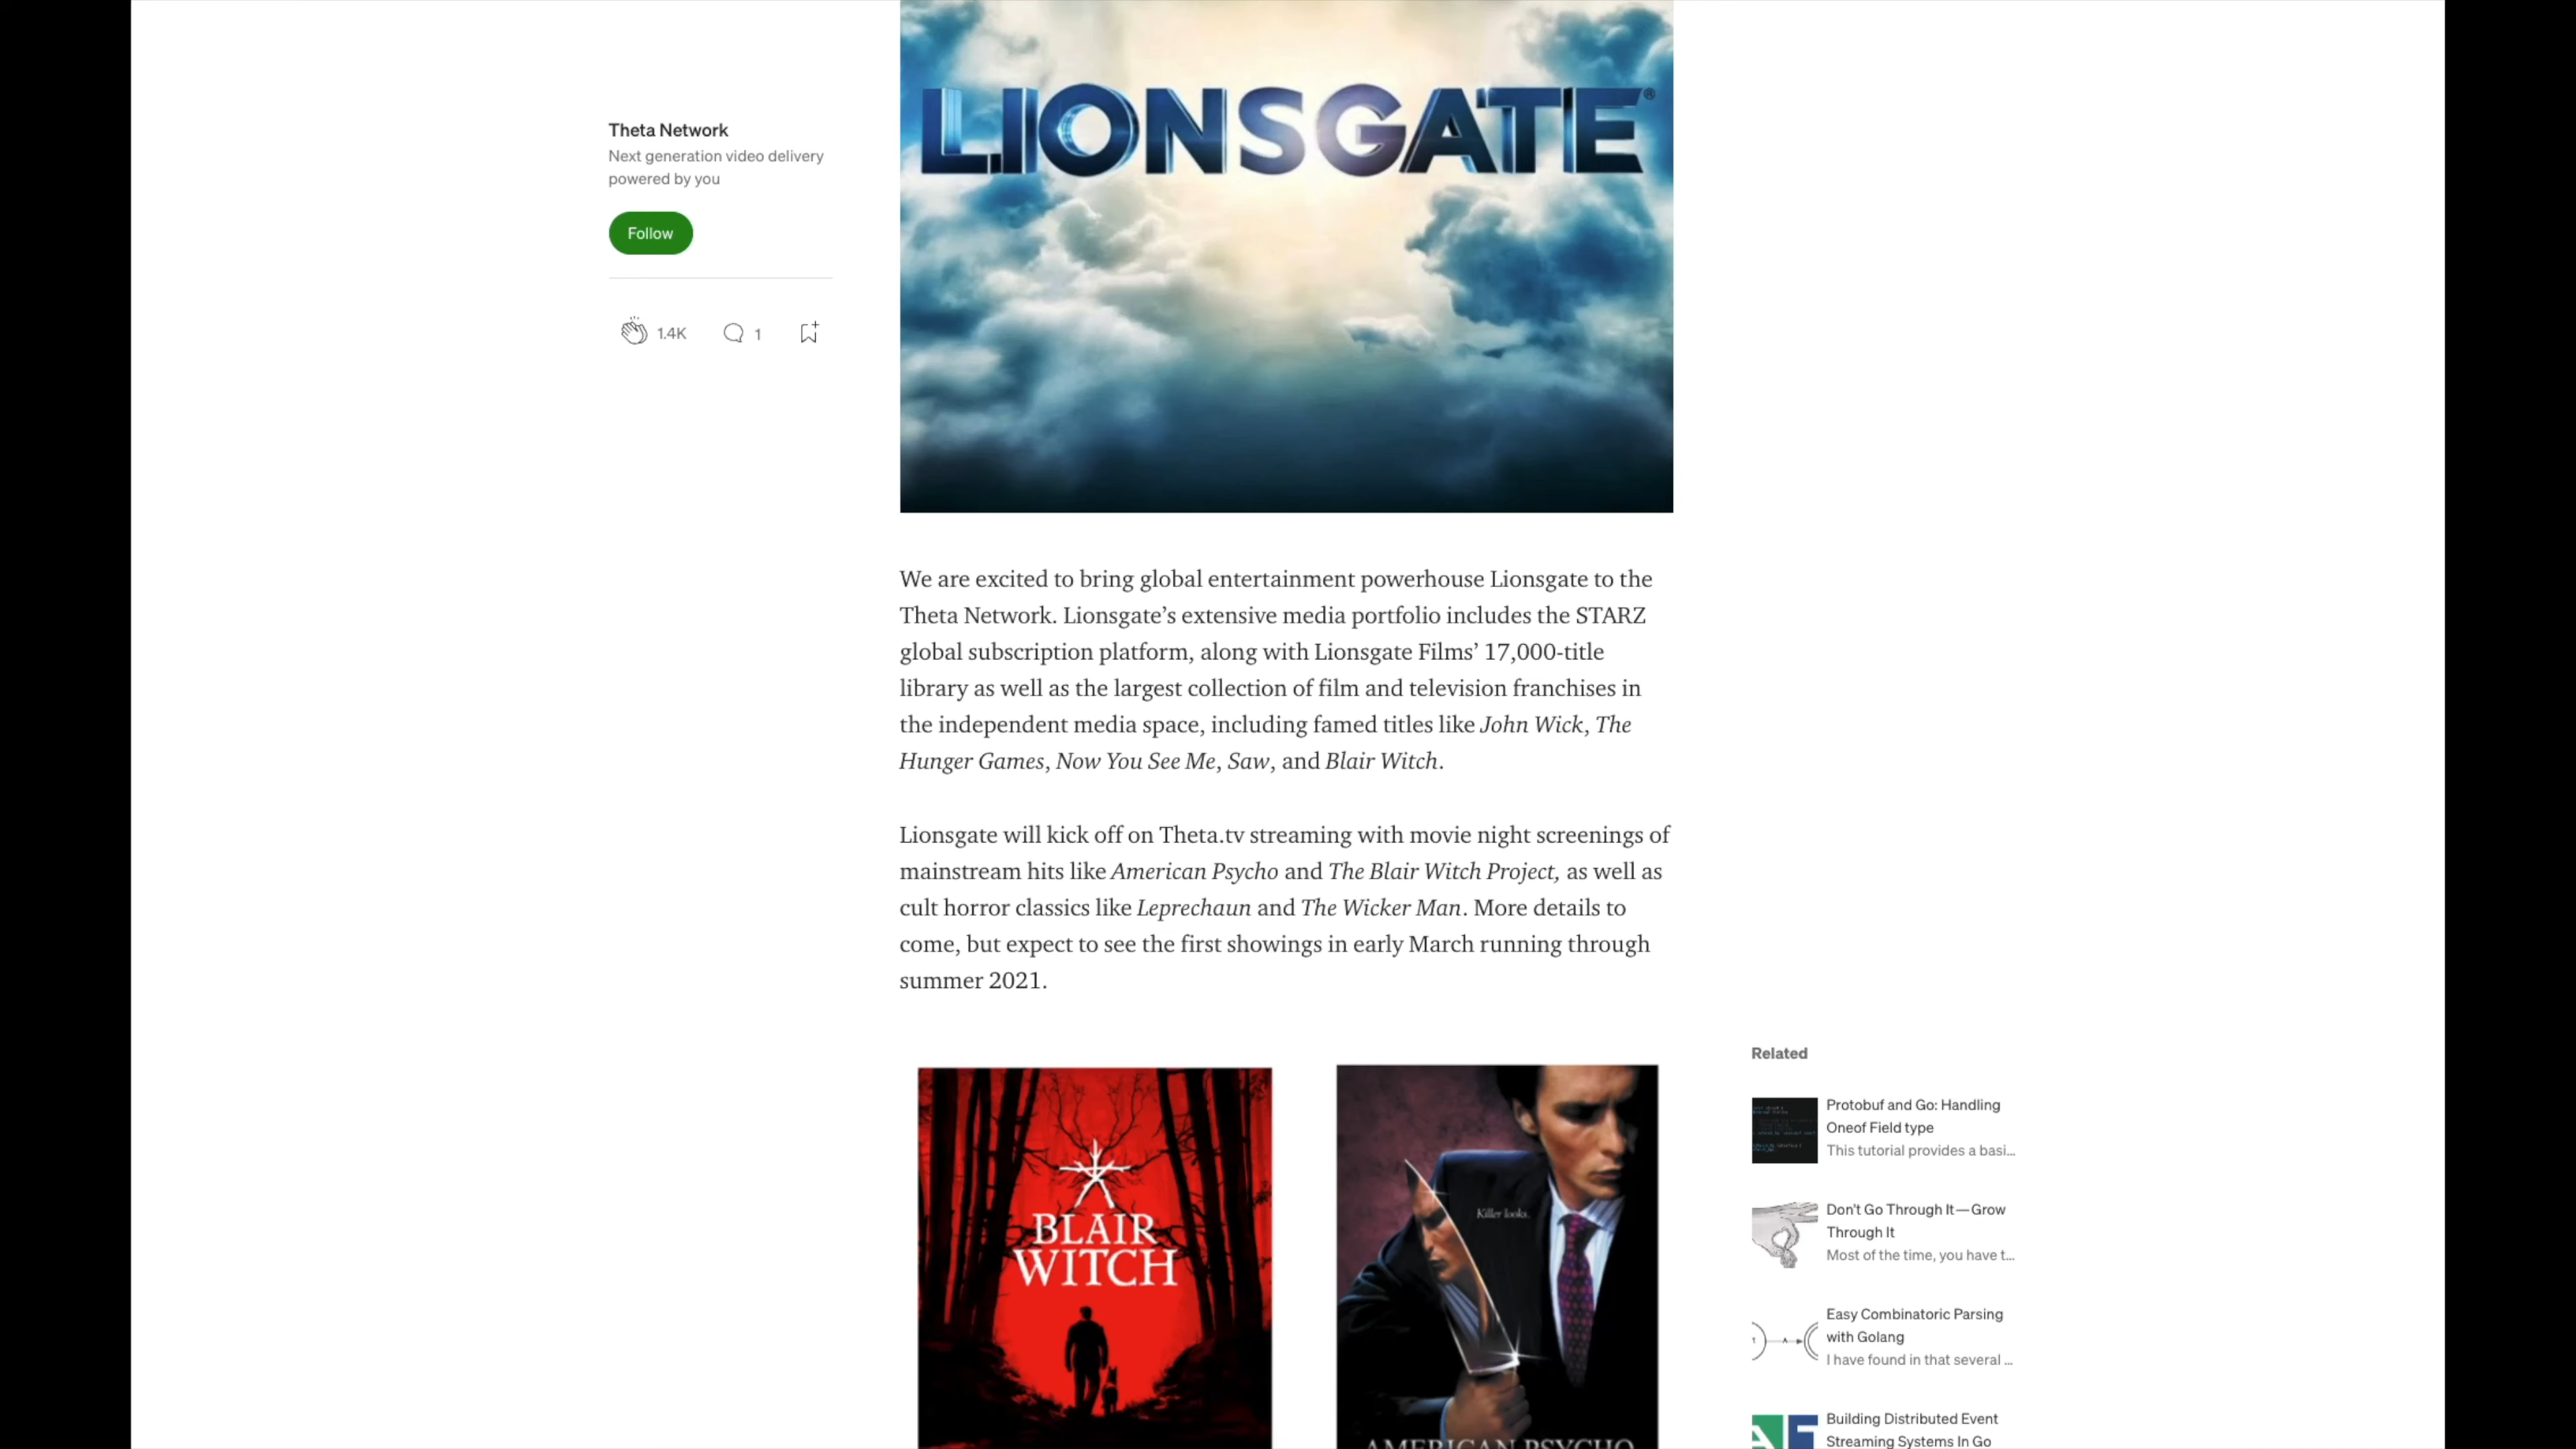 LIONSGATE®
Theta Network
Next generation video delivery
powered by you
Follow
1.4K
1
We are excited to bring global entertainment powerhouse Lionsgate to the
Theta Network. Lionsgate’s extensive media portfolio includes the STARZ
global subscription platform, along with Lionsgate Films’ 17,000-title
library as well as the largest collection of film and television franchises in
the independent media space, including famed titles like John Wick, The
Hunger Games, Now You See Me, Saw, and Blair Witch.
Lionsgate will kick off on Theta.tv streaming with movie night screenings of
mainstream hits like American Psycho and The Blair Witch Project, as well as
cult horror classics like Leprechaun and The Wicker Man. More details to
come, but expect to see the first showings in early March running through
summer 2021.
BLAIR
WITCH
Killer looks.
AMERICAN PSYCHO
Related
Protobuf and Go: Handling
Oneof Field type
This tutorial provides a basi...
Don't Go Through It — Grow
Through It
Most of the time, you have t...
Easy Combinatoric Parsing
with Golang
I have found in that several ...
Building Distributed Event
Streaming Systems In Go